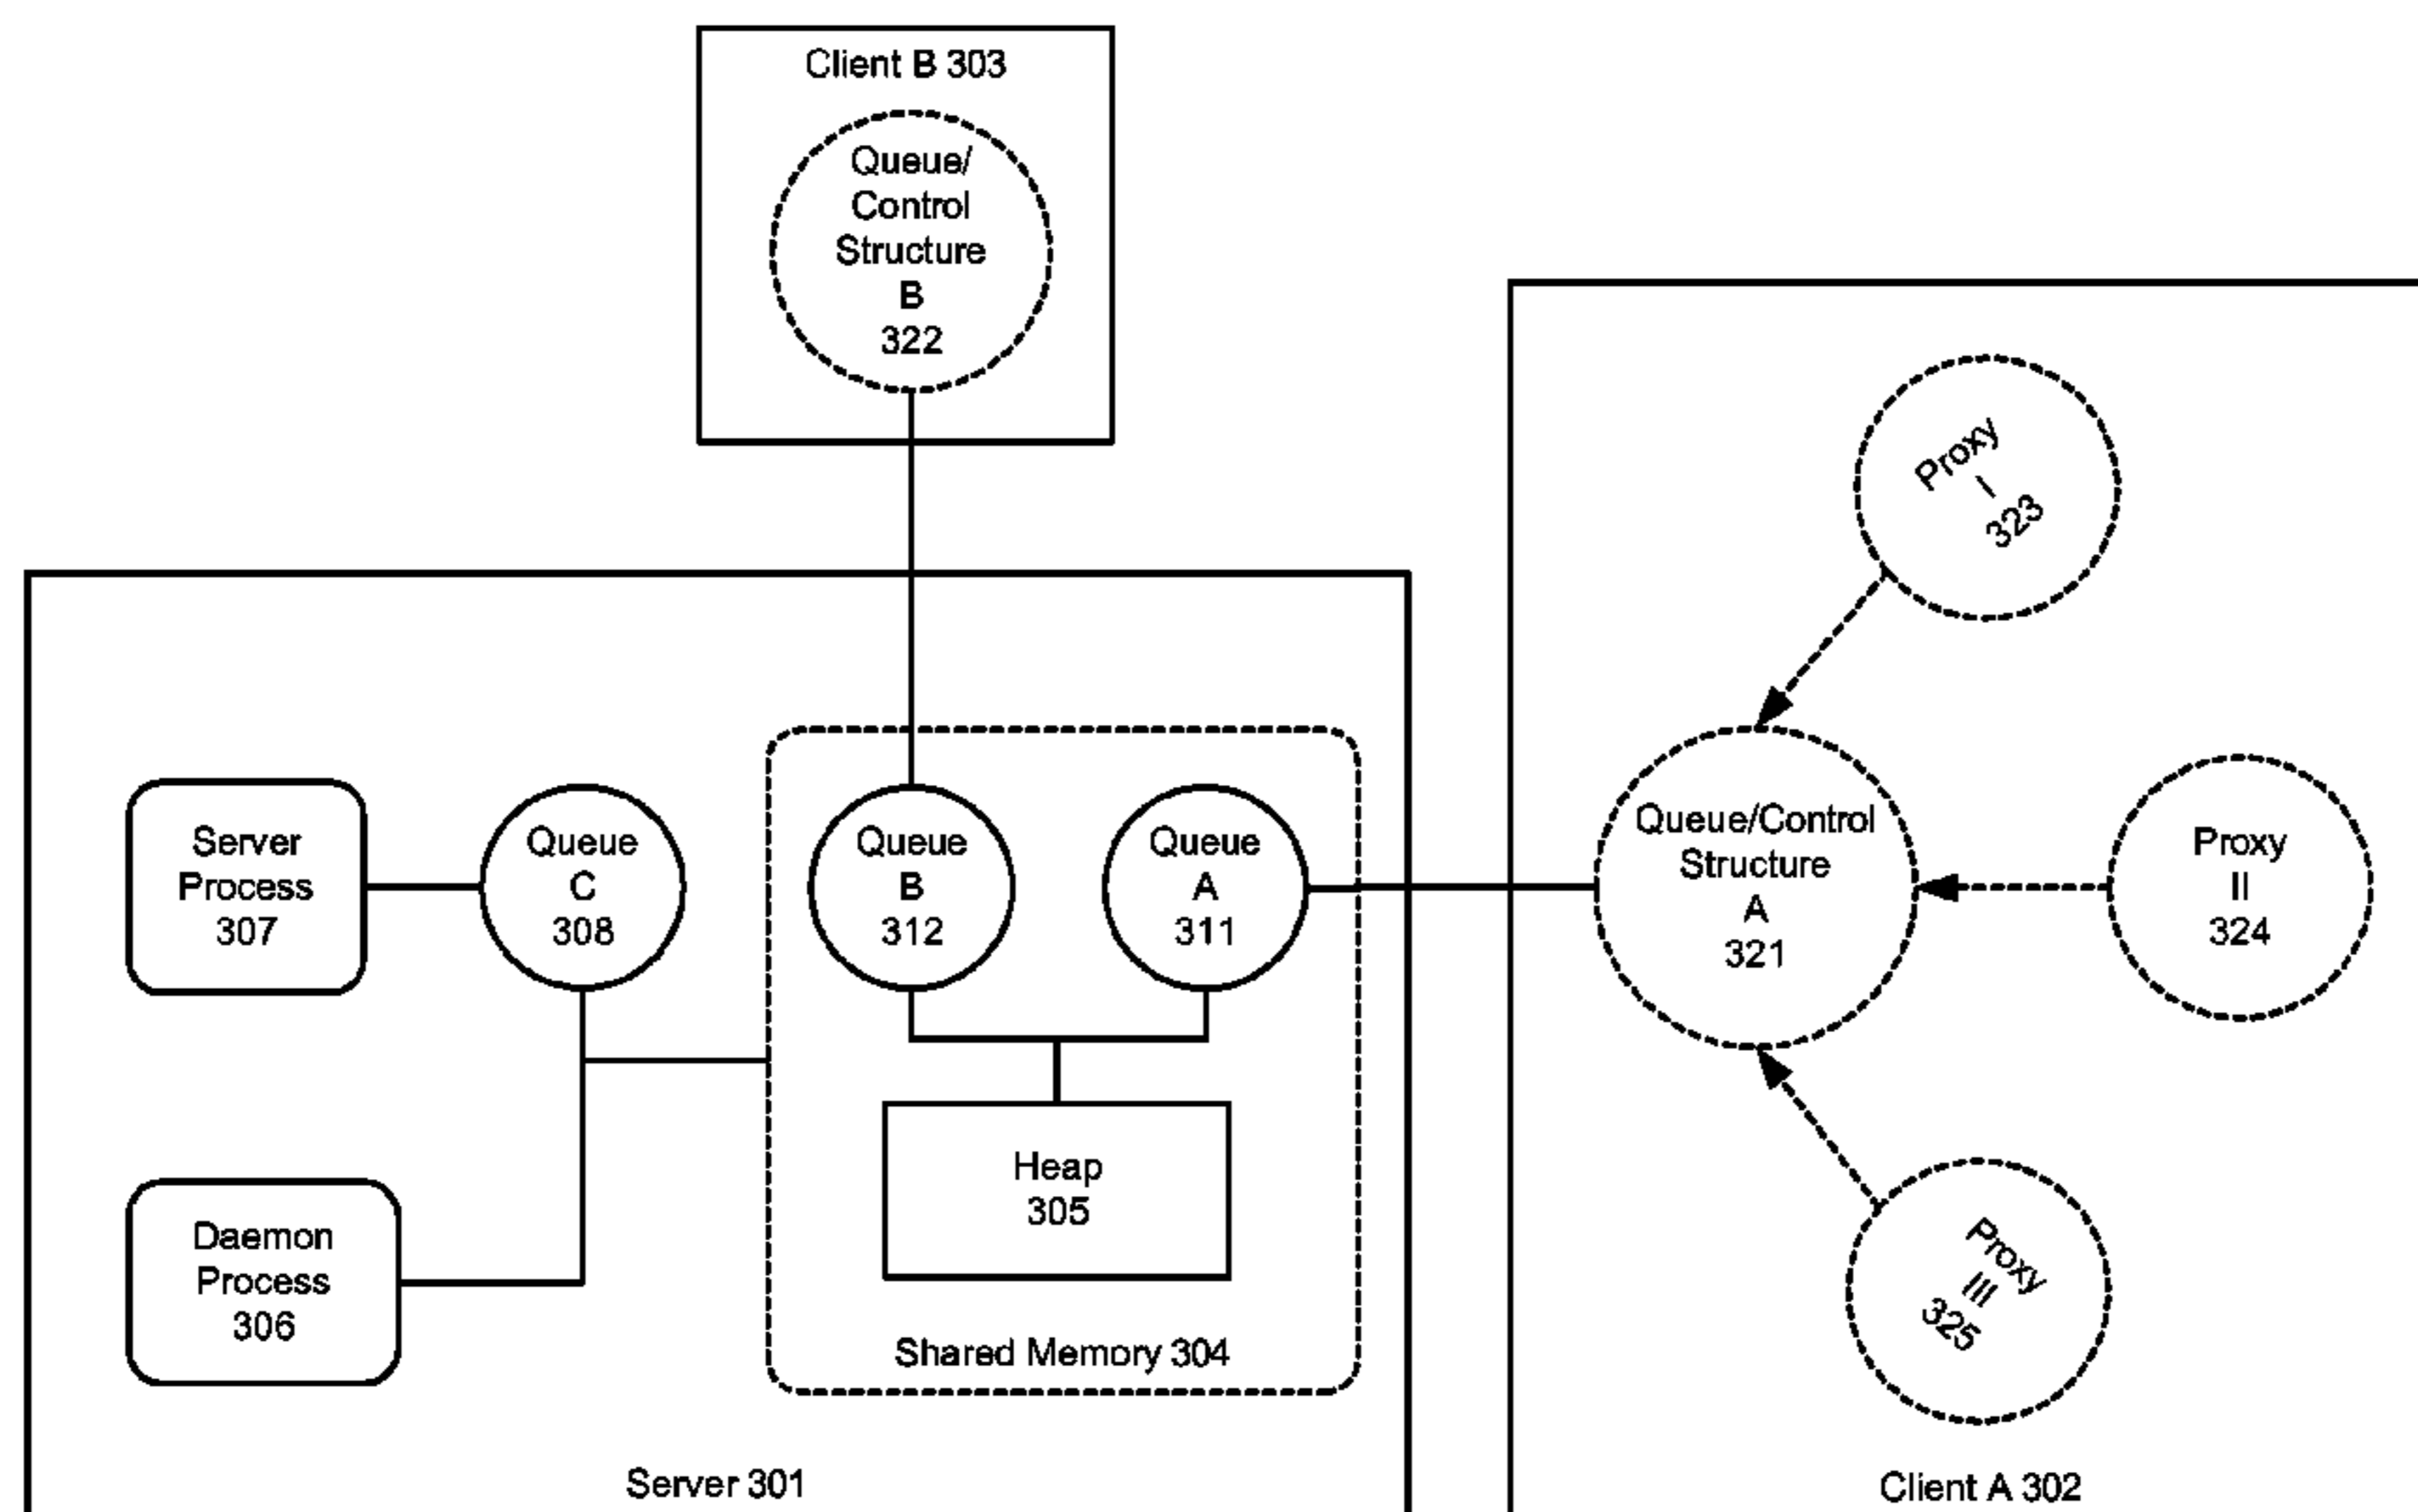 Client B 303
Queue/
Control
Structure
B
322
Proxy
I
323
Server
Process
307
Queue
C
308
Queue
B
312
Queue
A
311
Queue/Control
Structure
A
321
Proxy
II
324
Heap
305
Daemon
Process
306
Shared Memory 304
Proxy
III
325
Server 301
Client A 302